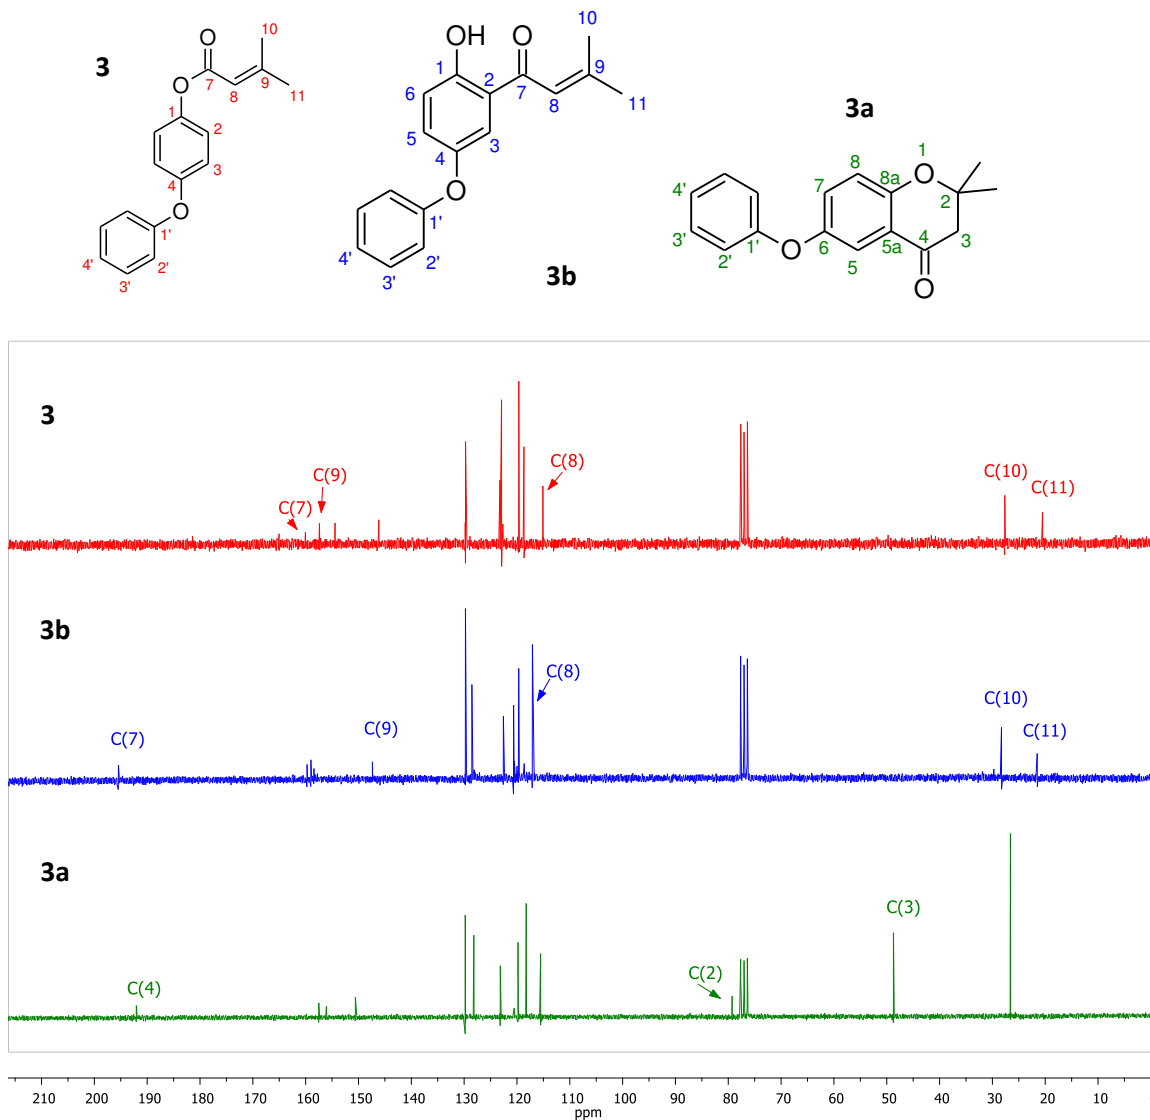 3
O
O
O
1
2
3
4
7
8
9
10
11
1'
2'
3'
4'
3b
OH
O
O
1
2
3
4
5
6
7
8
9
10
11
1'
2'
3'
4'
3a
O
O
O
1
2
3
4
5
5a
6
7
8
8a
1'
2'
3'
4'
3
C(7)
C(9)
C(8)
C(10)
C(11)
3b
C(7)
C(9)
C(8)
C(10)
C(11)
3a
C(4)
C(2)
C(3)
210 200 190 180 170 160 150 140 130 120 110 100 90 80 70 60 50 40 30 20 10
ppm